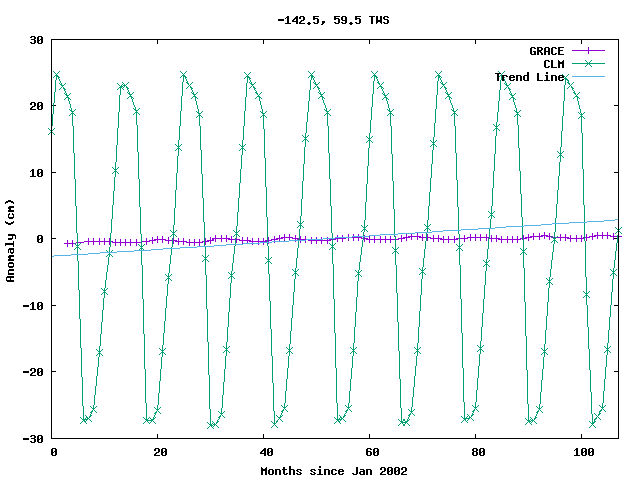 -142.5, 59.5 TWS
GRACE
CLM
Trend Line
30
20
10
0
-10
-20
-30
Anomaly (cm)
0 20 40 60 80 100
Months since Jan 2002